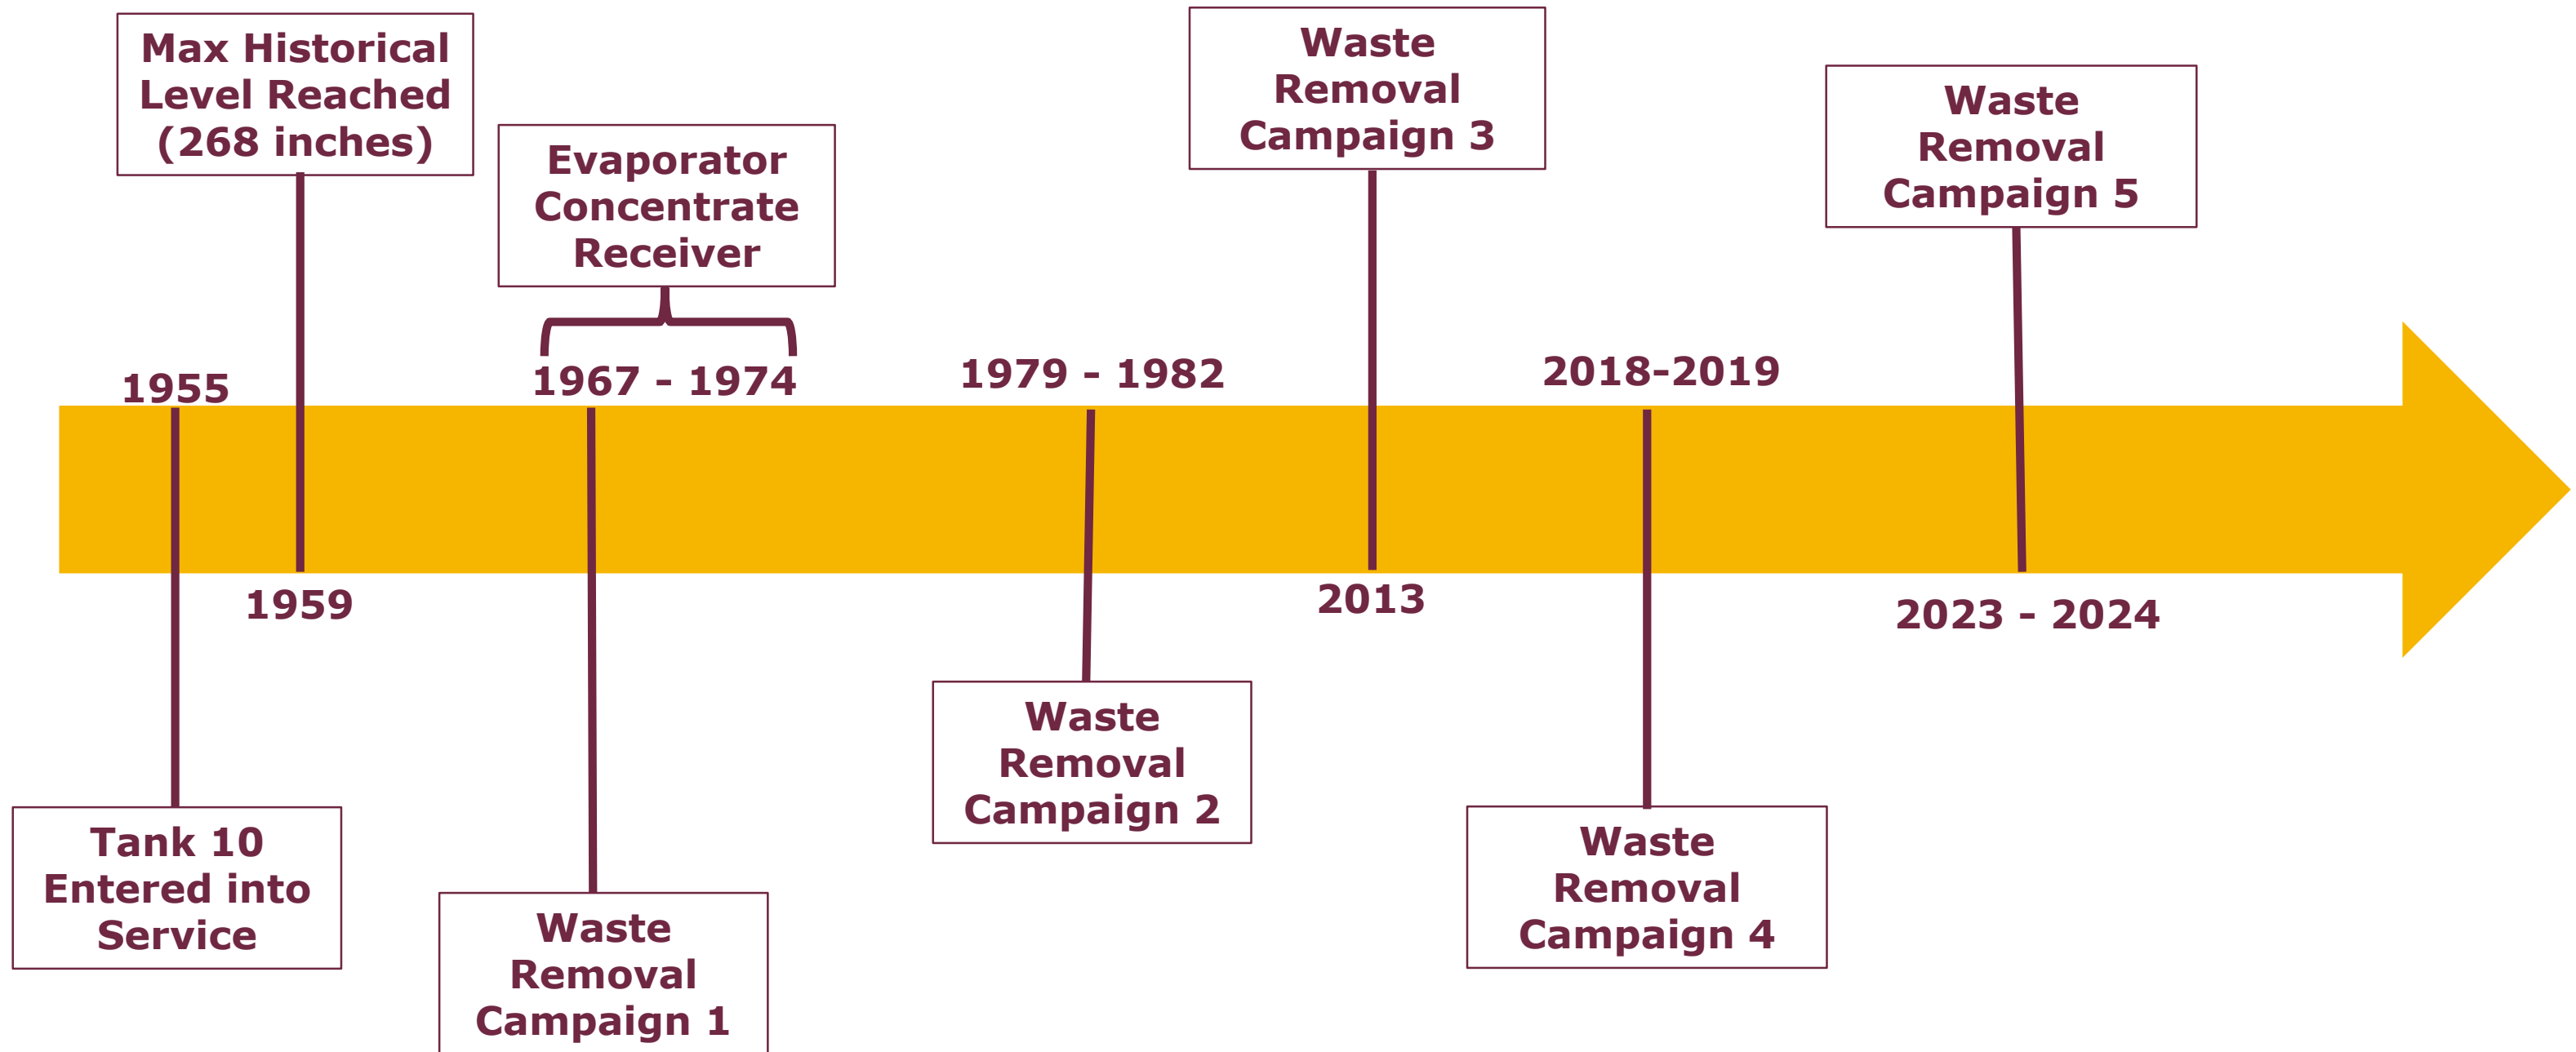 Max Historical
Level Reached
(268 inches)
Evaporator
Concentrate
Receiver
Waste
Removal
Campaign 3
Waste
Removal
Campaign 5
1955
1967 - 1974
1979 - 1982
2018-2019
1959
2013
2023 - 2024
Tank 10
Entered into
Service
Waste
Removal
Campaign 1
Waste
Removal
Campaign 2
Waste
Removal
Campaign 4